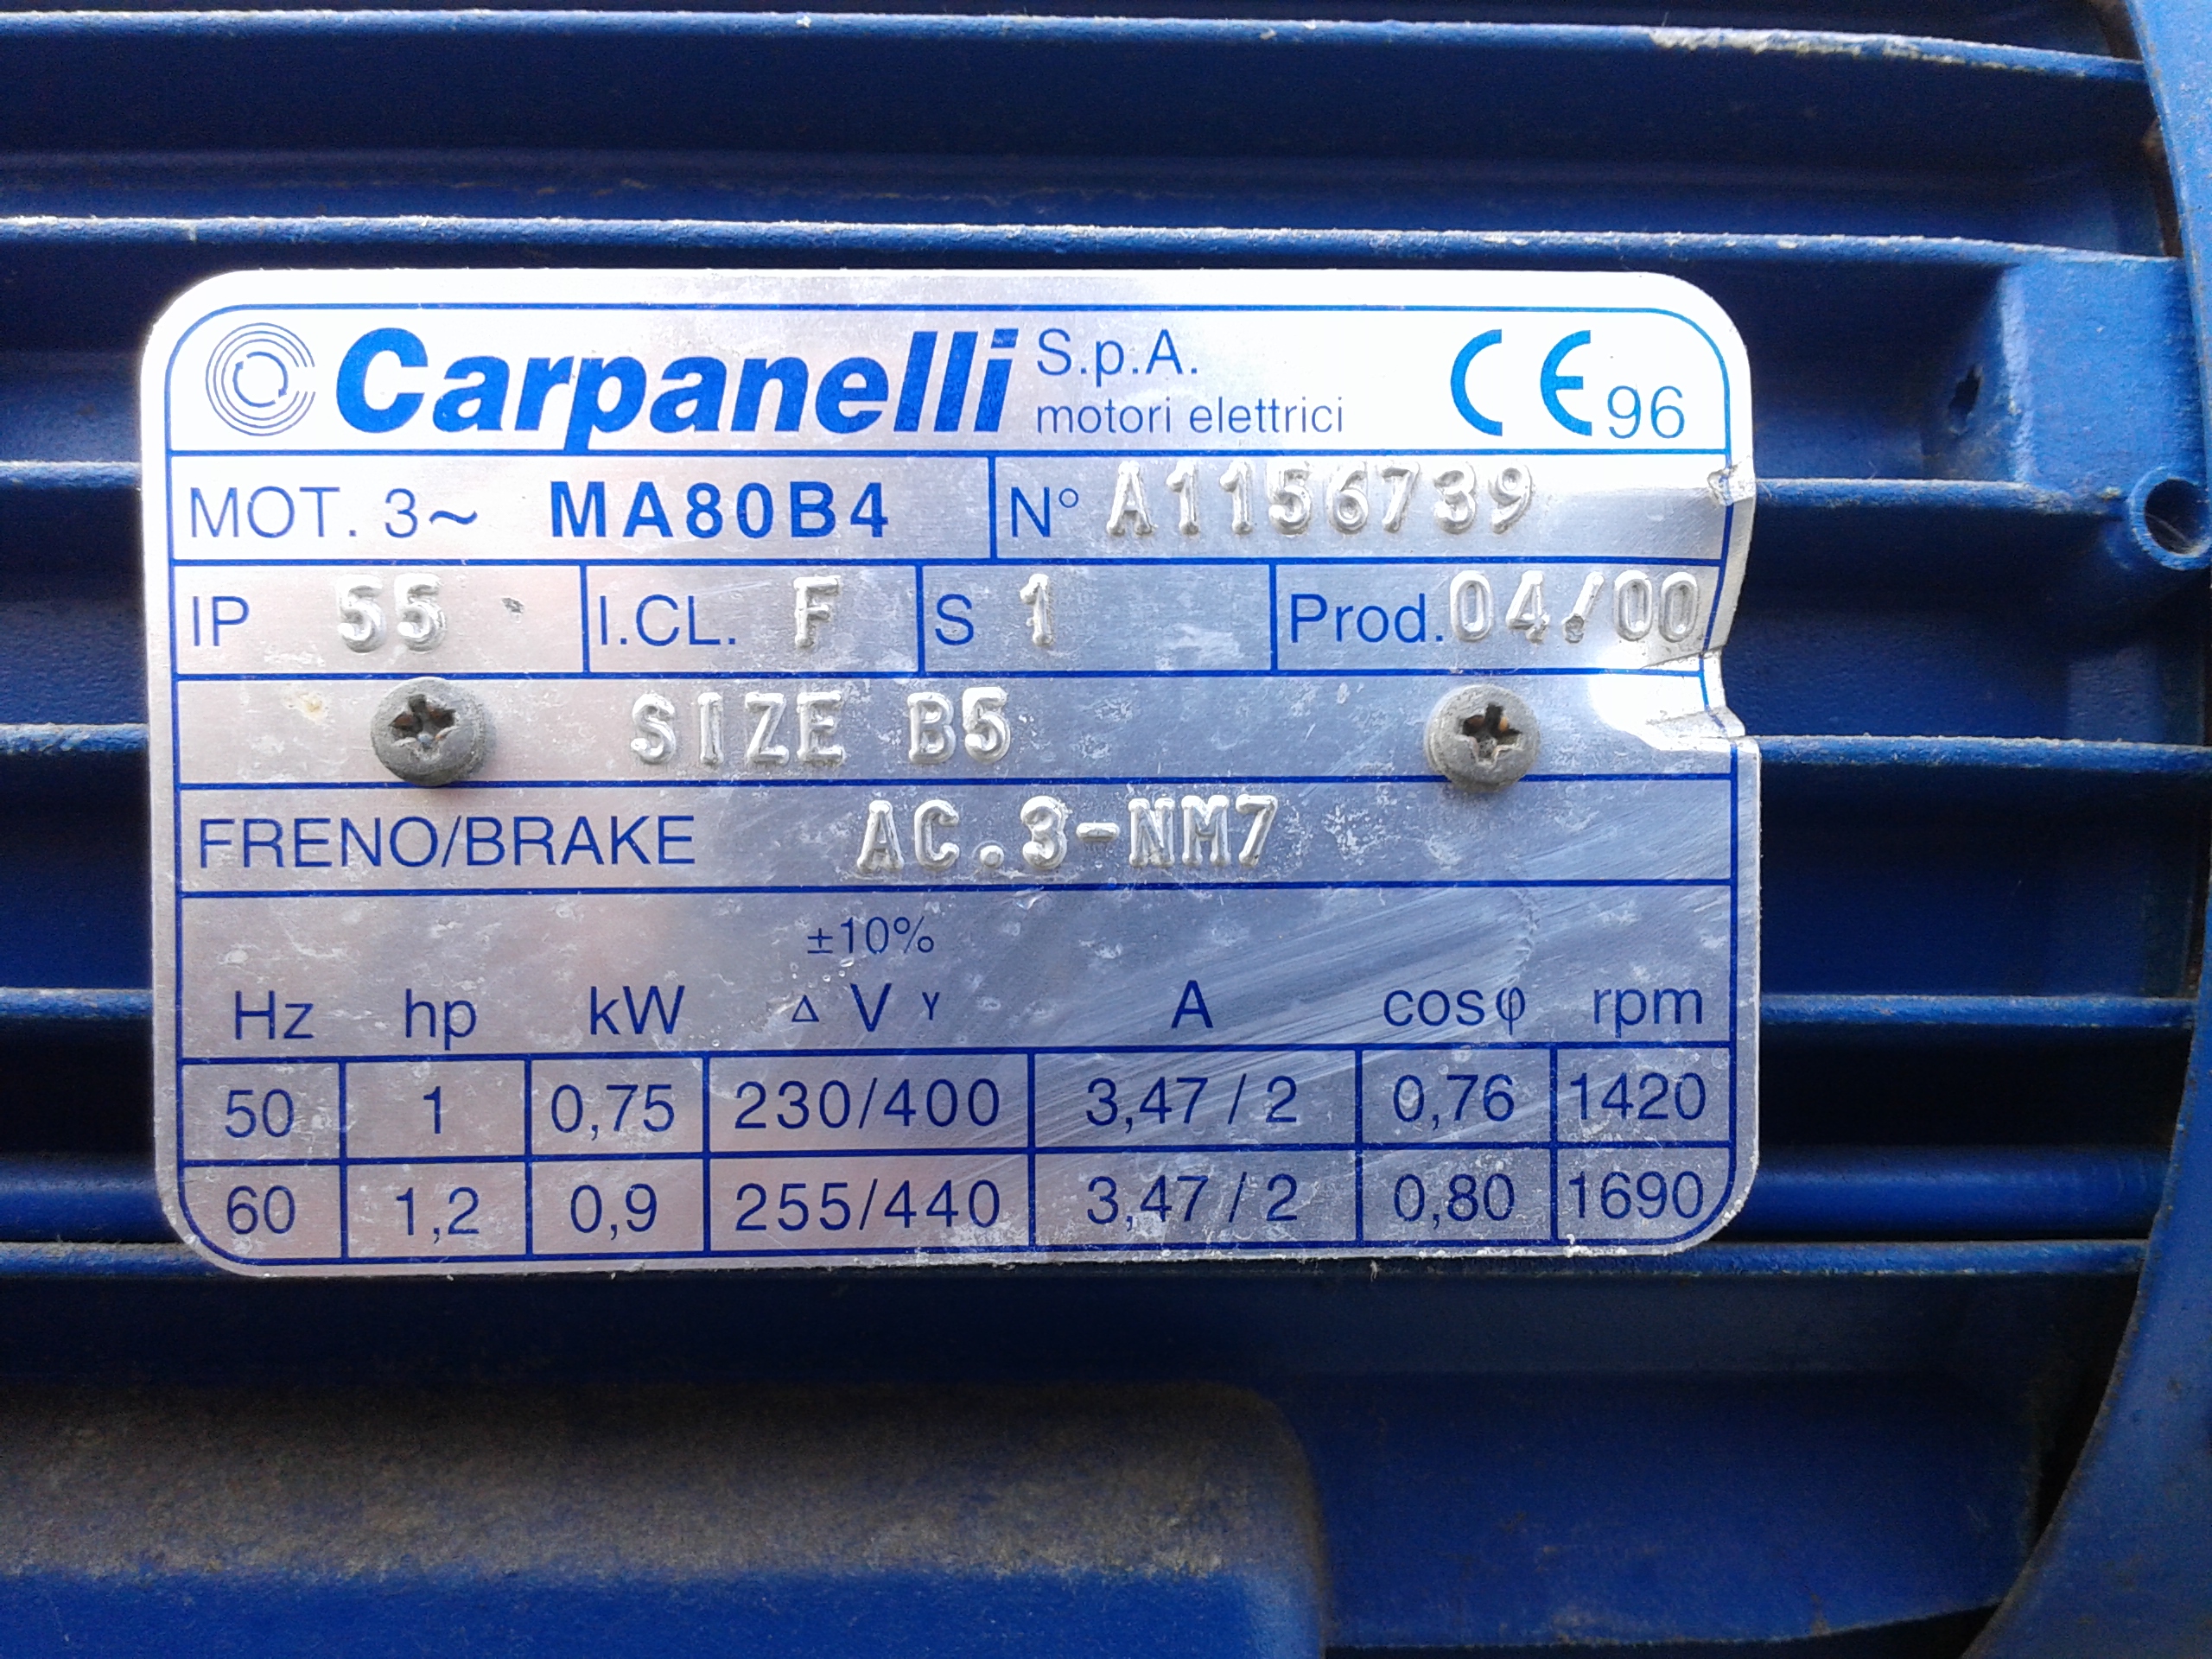 Carpanelli S.p.A.
motori elettrici
CE 96
MOT. 3~ MA80B4 N° A1156739
IP 55 I.CL. F S 1 Prod. 04/00
SIZE B5
FRENO/BRAKE AC.3-NM7
±10%
Hz hp kW Δ V Y A cosφ rpm
50 1 0,75 230/400 3,47 / 2 0,76 1420
60 1,2 0,9 255/440 3,47 / 2 0,80 1690